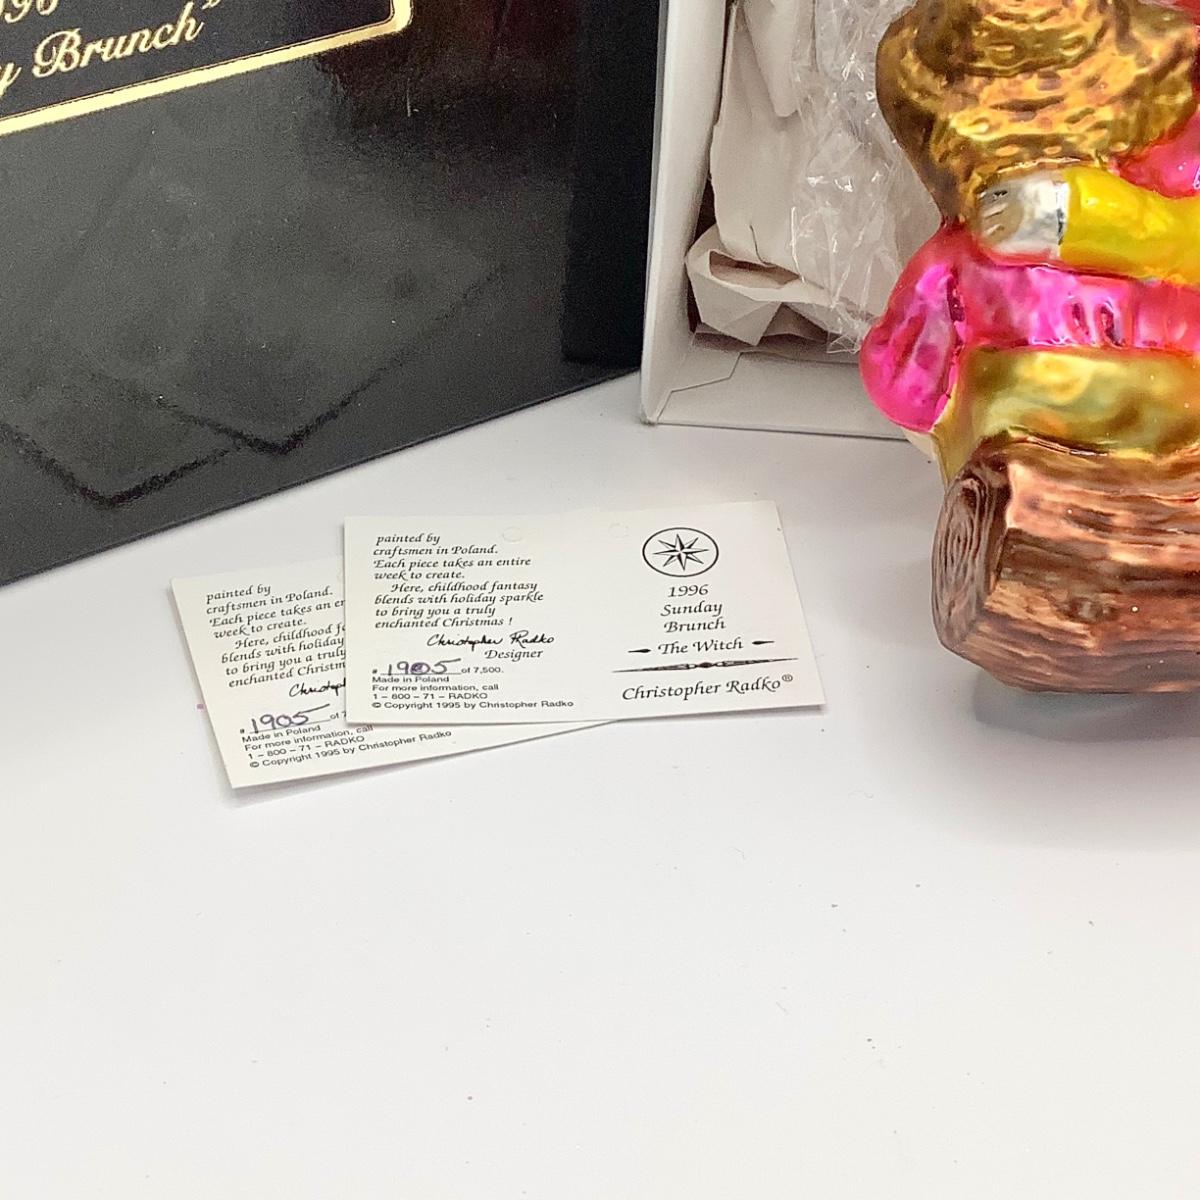 y Brunch"
painted by
craftsmen in Poland.
Each piece takes an entire
week to create.
Here, childhood fantasy
blends with holiday sparkle
to bring you a truly
enchanted Christmas !
Christopher Radko
Designer
# 1905 of 7,500.
Made in Poland
For more information, call
1 – 800 – 71 – RADKO
© Copyright 1995 by Christopher Radko
1996
Sunday
Brunch
The Witch
Christopher Radko®
painted by
craftsmen in Poland.
Each piece takes an en
week to create.
Here, childhood f
blends with holiday
to bring you a truly
enchanted Christm
Christoph
# 1905 of 7
Made in Poland
For more information, call
1 – 800 – 71 – RADKO
© Copyright 1995 by Christopher Radko